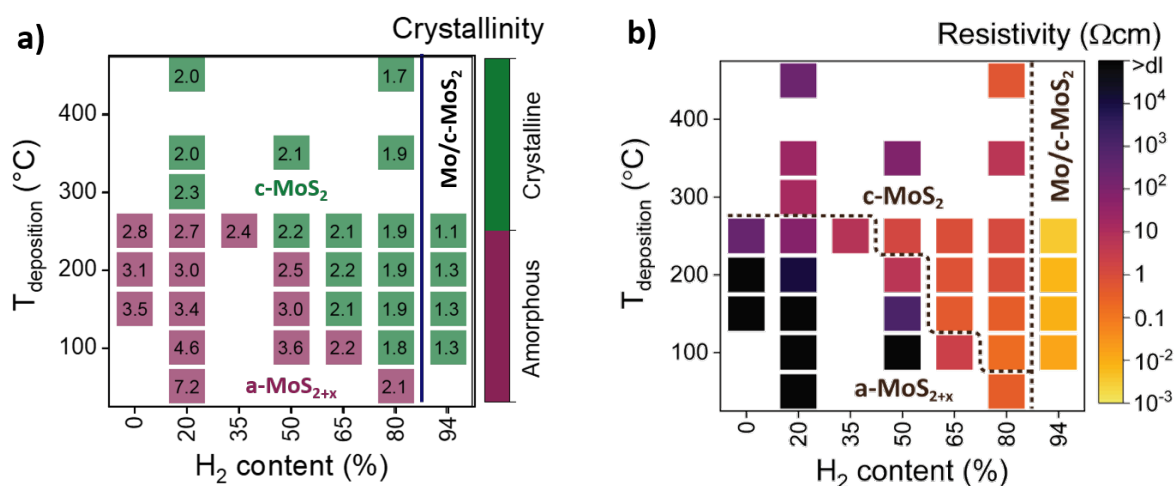 a)
Crystallinity
T_deposition (°C)
400
300
200
100
2.0 1.7
2.0 2.1 1.9
2.3
c-MoS₂
2.8 2.7 2.4 2.2 2.1 1.9 1.1
3.1 3.0 2.5 2.2 1.9 1.3
3.5 3.4 3.0 2.1 1.9 1.3
4.6 3.6 2.2 1.8 1.3
7.2 2.1
a-MoS₂₊ₓ
Mo/c-MoS₂
Crystalline
Amorphous
0 20 35 50 65 80 94
H₂ content (%)
b)
Resistivity (Ωcm)
T_deposition (°C)
400
300
200
100
c-MoS₂
a-MoS₂₊ₓ
Mo/c-MoS₂
>dl
10⁴
10³
10²
10
1
0.1
10⁻²
10⁻³
0 20 35 50 65 80 94
H₂ content (%)